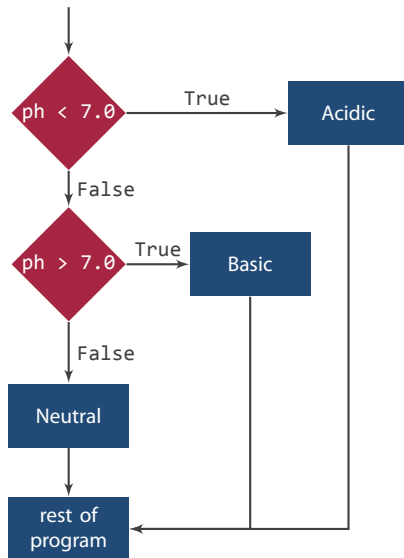 ph < 7.0
True
Acidic
False
ph > 7.0
True
Basic
False
Neutral
rest of
program